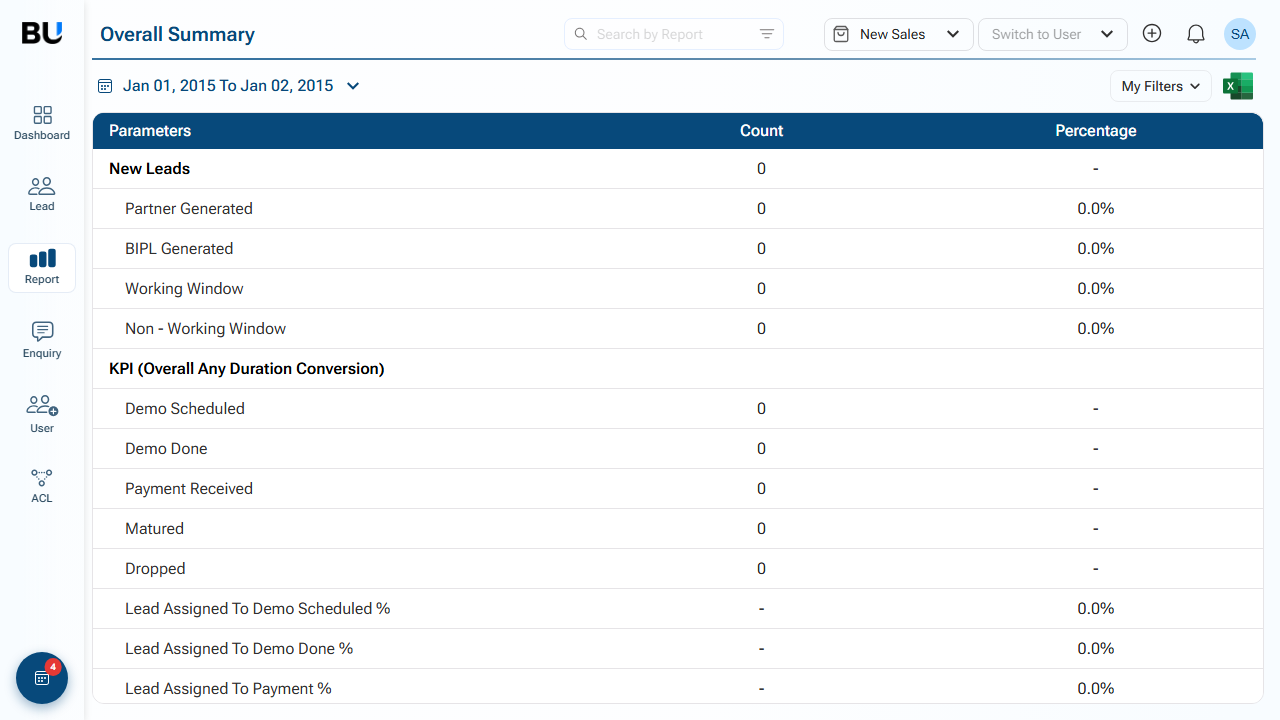 BU
Overall Summary
Search by Report
New Sales
Switch to User
SA
Jan 01, 2015 To Jan 02, 2015
My Filters
X
Dashboard
Lead
Report
Enquiry
User
ACL
4
Parameters Count Percentage
New Leads 0 -
Partner Generated 0 0.0%
BIPL Generated 0 0.0%
Working Window 0 0.0%
Non - Working Window 0 0.0%
KPI (Overall Any Duration Conversion)
Demo Scheduled 0 -
Demo Done 0 -
Payment Received 0 -
Matured 0 -
Dropped 0 -
Lead Assigned To Demo Scheduled % - 0.0%
Lead Assigned To Demo Done % - 0.0%
Lead Assigned To Payment % - 0.0%